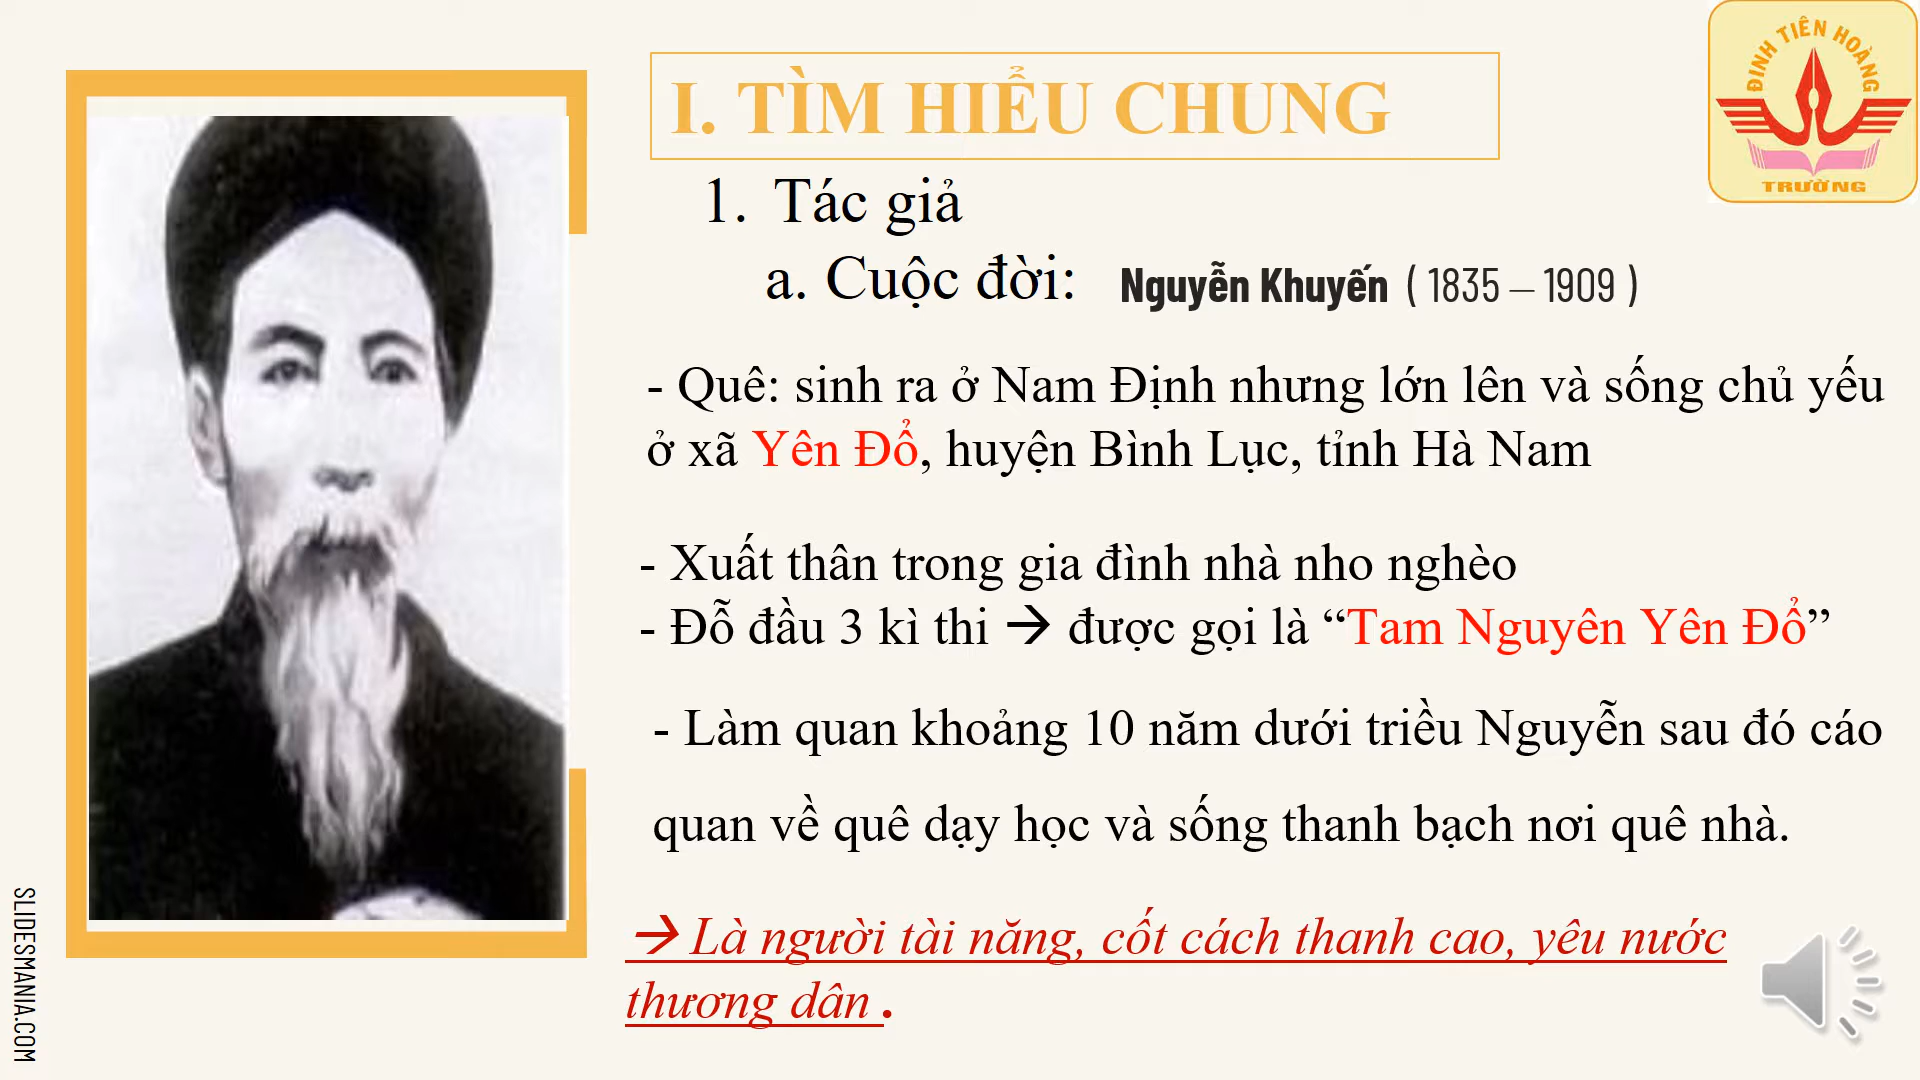 I. TÌM HIỂU CHUNG
ĐINH TIÊN HOÀNG
TRƯỜNG
1. Tác giả
a. Cuộc đời: Nguyễn Khuyến ( 1835 – 1909 )
- Quê: sinh ra ở Nam Định nhưng lớn lên và sống chủ yếu
ở xã Yên Đổ, huyện Bình Lục, tỉnh Hà Nam
- Xuất thân trong gia đình nhà nho nghèo
- Đỗ đầu 3 kì thi → được gọi là “Tam Nguyên Yên Đổ”
- Làm quan khoảng 10 năm dưới triều Nguyễn sau đó cáo
quan về quê dạy học và sống thanh bạch nơi quê nhà.
→ Là người tài năng, cốt cách thanh cao, yêu nước
thương dân .
SLIDESMANIA.COM